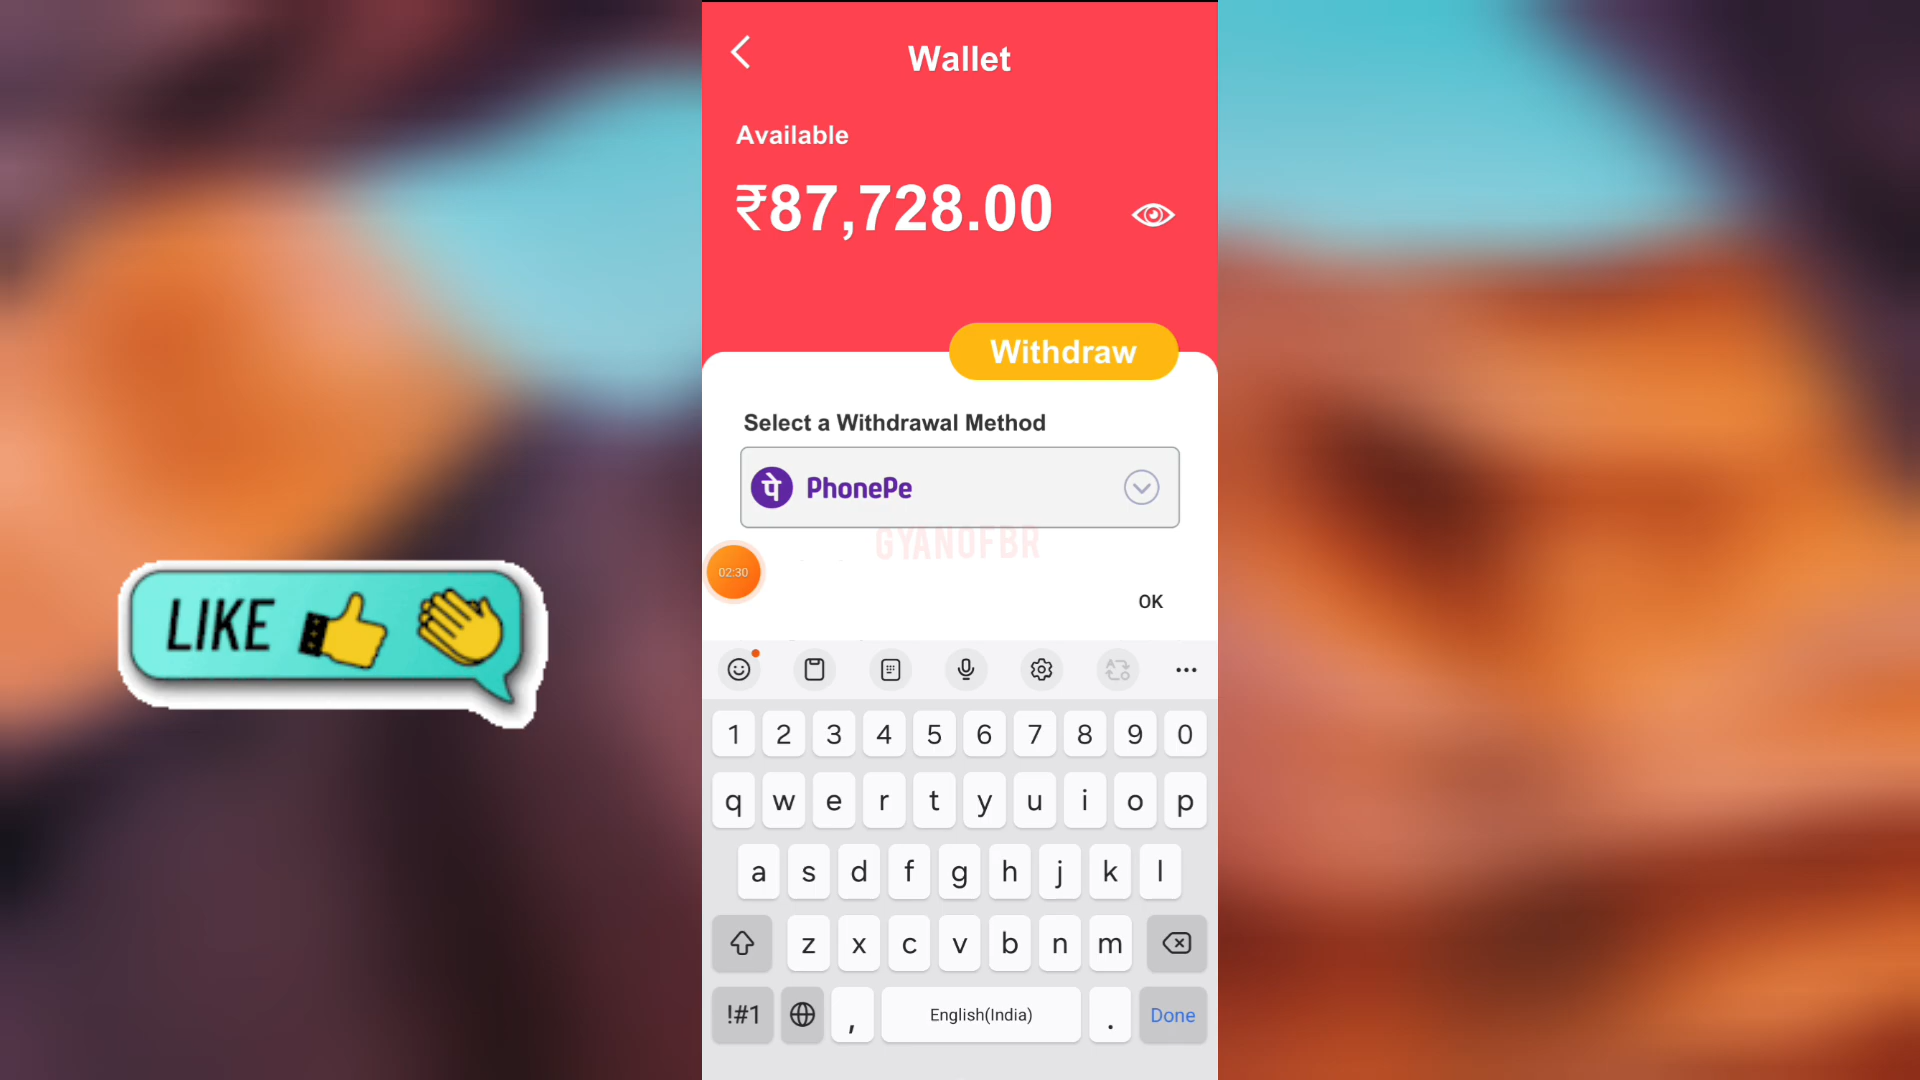 Wallet
Available
₹87,728.00
Withdraw
Select a Withdrawal Method
पे PhonePe
GYANOFBR
02:30
OK
LIKE
1 2 3 4 5 6 7 8 9 0
q w e r t y u i o p
a s d f g h j k l
z x c v b n m
!#1 , English(India) . Done